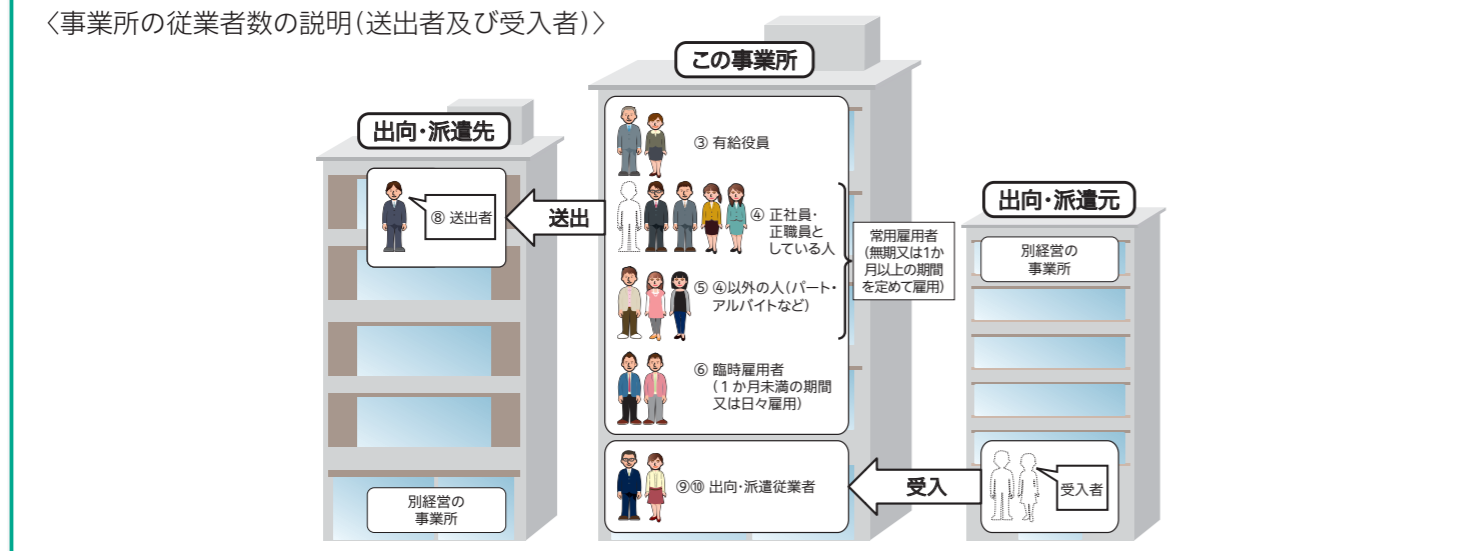 〈事業所の従業者数の説明(送出者及び受入者)〉
この事業所
出向・派遣先
③ 有給役員
出向・派遣元
⑧ 送出者
送出
④ 正社員・
正職員と
している人
常用雇用者
(無期又は1か
月以上の期間
を定めて雇用)
別経営の
事業所
⑤ ④以外の人(パート・
アルバイトなど)
⑥ 臨時雇用者
(1か月未満の期間
又は日々雇用)
⑨⑩ 出向・派遣従業者
受入
受入者
別経営の
事業所